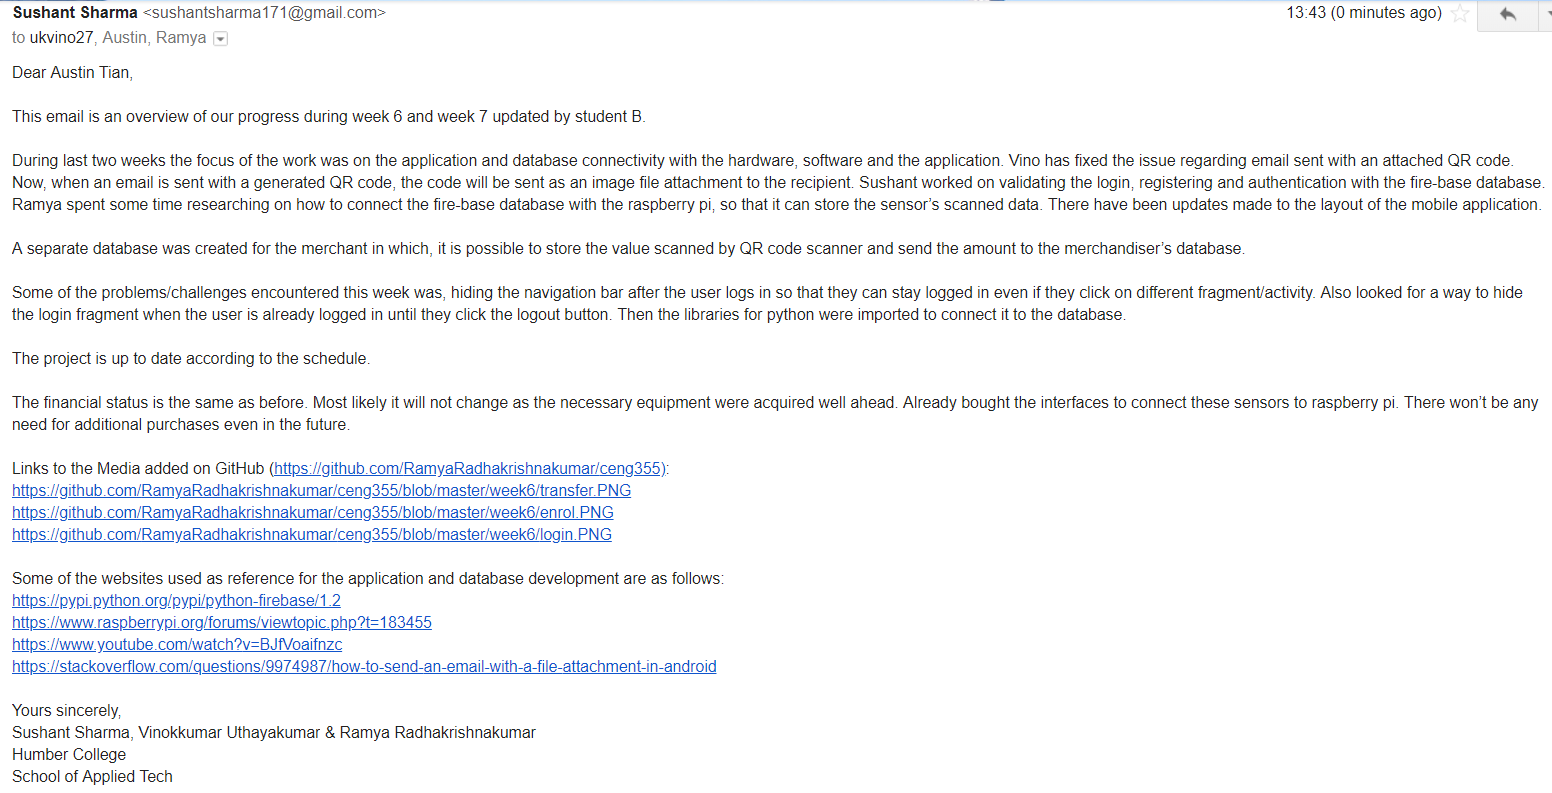 Sushant Sharma <sushantsharma171@gmail.com>
13:43 (0 minutes ago)
to ukvino27, Austin, Ramya
Dear Austin Tian,
This email is an overview of our progress during week 6 and week 7 updated by student B.
During last two weeks the focus of the work was on the application and database connectivity with the hardware, software and the application. Vino has fixed the issue regarding email sent with an attached QR code.
Now, when an email is sent with a generated QR code, the code will be sent as an image file attachment to the recipient. Sushant worked on validating the login, registering and authentication with the fire-base database.
Ramya spent some time researching on how to connect the fire-base database with the raspberry pi, so that it can store the sensor’s scanned data. There have been updates made to the layout of the mobile application.
A separate database was created for the merchant in which, it is possible to store the value scanned by QR code scanner and send the amount to the merchandiser’s database.
Some of the problems/challenges encountered this week was, hiding the navigation bar after the user logs in so that they can stay logged in even if they click on different fragment/activity. Also looked for a way to hide
the login fragment when the user is already logged in until they click the logout button. Then the libraries for python were imported to connect it to the database.
The project is up to date according to the schedule.
The financial status is the same as before. Most likely it will not change as the necessary equipment were acquired well ahead. Already bought the interfaces to connect these sensors to raspberry pi. There won’t be any
need for additional purchases even in the future.
Links to the Media added on GitHub (https://github.com/RamyaRadhakrishnakumar/ceng355):
https://github.com/RamyaRadhakrishnakumar/ceng355/blob/master/week6/transfer.PNG
https://github.com/RamyaRadhakrishnakumar/ceng355/blob/master/week6/enrol.PNG
https://github.com/RamyaRadhakrishnakumar/ceng355/blob/master/week6/login.PNG
Some of the websites used as reference for the application and database development are as follows:
https://pypi.python.org/pypi/python-firebase/1.2
https://www.raspberrypi.org/forums/viewtopic.php?t=183455
https://www.youtube.com/watch?v=BJfVoaifnzc
https://stackoverflow.com/questions/9974987/how-to-send-an-email-with-a-file-attachment-in-android
Yours sincerely,
Sushant Sharma, Vinokkumar Uthayakumar & Ramya Radhakrishnakumar
Humber College
School of Applied Tech